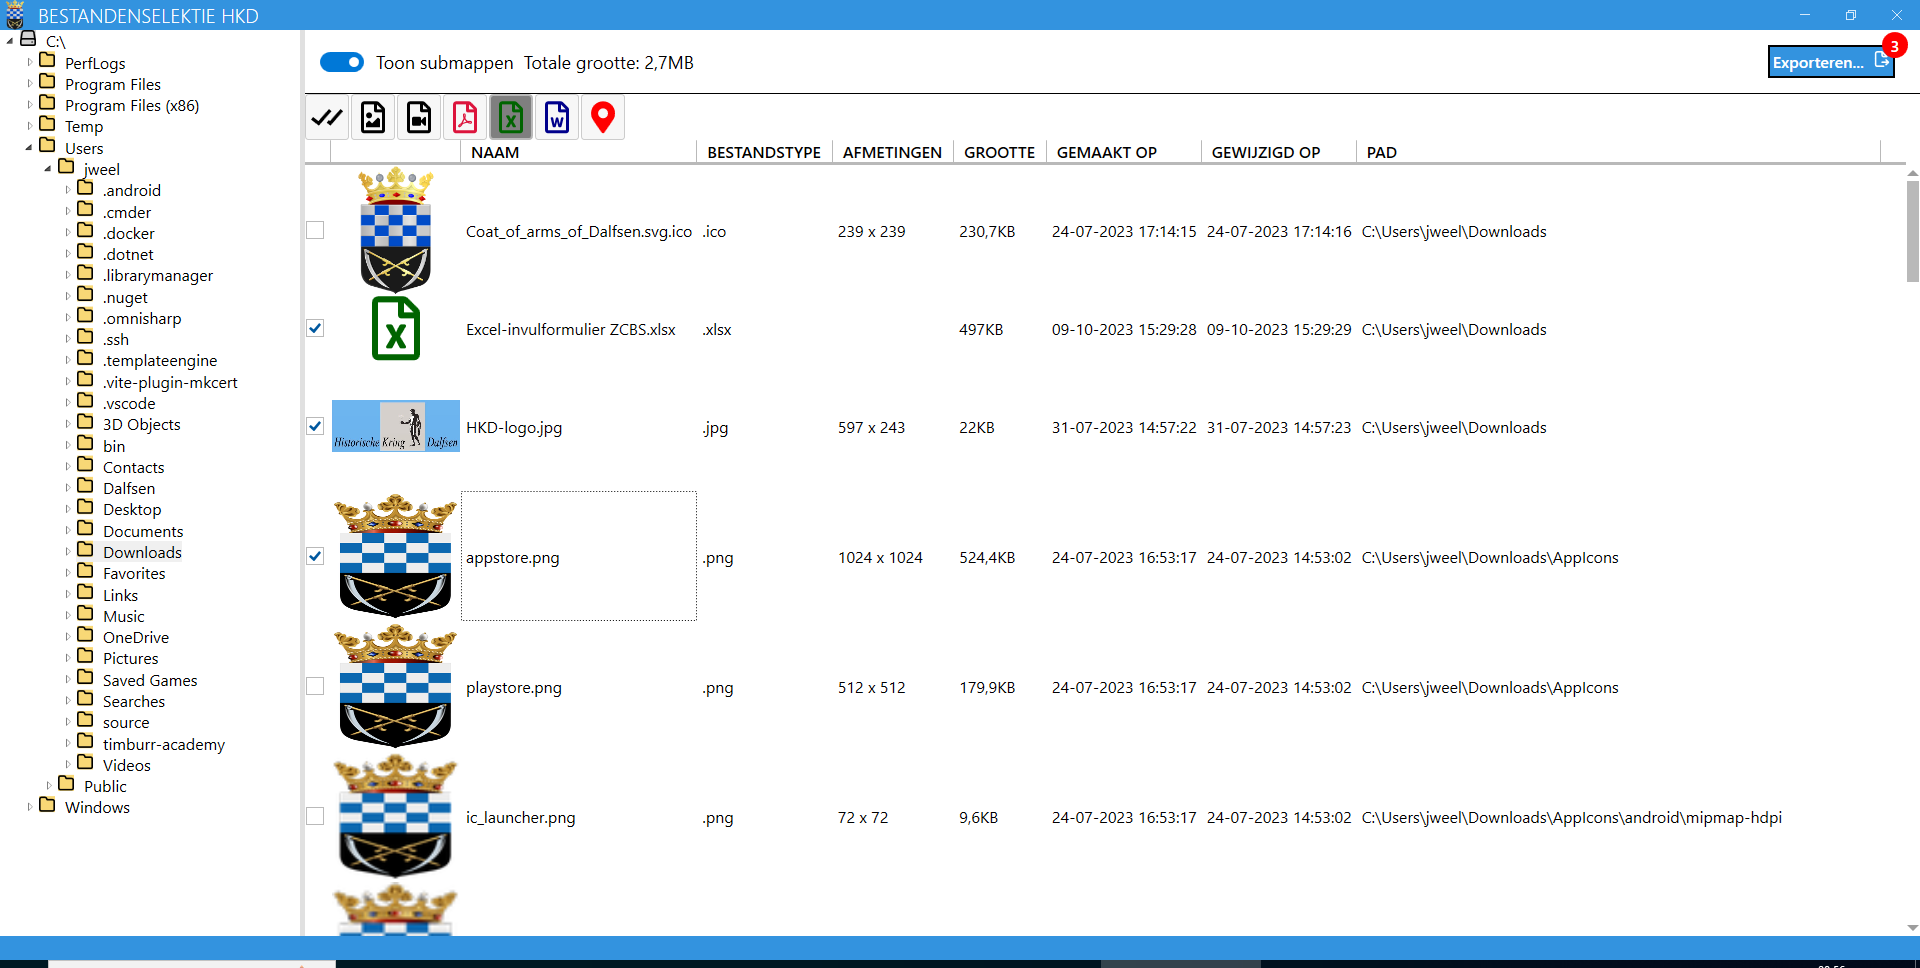 BESTANDENSELEKTIE HKD
C:\
PerfLogs
Program Files
Program Files (x86)
Temp
Users
jweel
.android
.cmder
.docker
.dotnet
.librarymanager
.nuget
.omnisharp
.ssh
.templateengine
.vite-plugin-mkcert
.vscode
3D Objects
bin
Contacts
Dalfsen
Desktop
Documents
Downloads
Favorites
Links
Music
OneDrive
Pictures
Saved Games
Searches
source
timburr-academy
Videos
Public
Windows
Toon submappen Totale grootte: 2,7MB
Exporteren... 3
NAAM BESTANDSTYPE AFMETINGEN GROOTTE GEMAAKT OP GEWIJZIGD OP PAD
Coat_of_arms_of_Dalfsen.svg.ico .ico 239 x 239 230,7KB 24-07-2023 17:14:15 24-07-2023 17:14:16 C:\Users\jweel\Downloads
Excel-invulformulier ZCBS.xlsx .xlsx 497KB 09-10-2023 15:29:28 09-10-2023 15:29:29 C:\Users\jweel\Downloads
Historische Kring Dalfsen
HKD-logo.jpg .jpg 597 x 243 22KB 31-07-2023 14:57:22 31-07-2023 14:57:23 C:\Users\jweel\Downloads
appstore.png .png 1024 x 1024 524,4KB 24-07-2023 16:53:17 24-07-2023 14:53:02 C:\Users\jweel\Downloads\AppIcons
playstore.png .png 512 x 512 179,9KB 24-07-2023 16:53:17 24-07-2023 14:53:02 C:\Users\jweel\Downloads\AppIcons
ic_launcher.png .png 72 x 72 9,6KB 24-07-2023 16:53:17 24-07-2023 14:53:02 C:\Users\jweel\Downloads\AppIcons\android\mipmap-hdpi